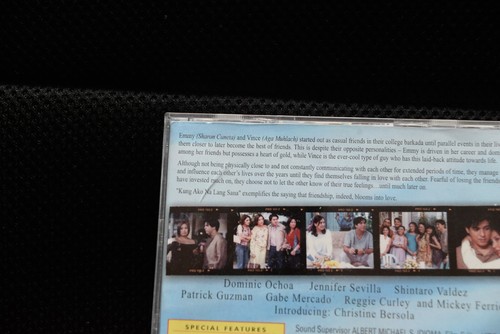 Emmy (Sharon Cuneta) and Vince (Aga Muhlach) started out as casual friends in their college barkada until parallel events in their
them closer to later become the best of friends. This is despite their opposite personalities – Emmy is driven in her career and
among her friends but possesses a heart of gold, while Vince is the ever-cool type of guy who has this laid-back attitude towards life.
Although not being physically close to and not constantly communicating with each other for extended periods of time, they manage
and influence each other's lives over the years until they find themselves falling in love with each other. Fearful of losing the
have invested on each, they choose not to let the other know of their true feelings... until much later on.
"Kung Ako Na Lang Sana" exemplifies the saying that friendship, indeed, blooms into love.
Dominic Ochoa Jennifer Sevilla Shintaro Valdez
Patrick Guzman Gabe Mercado Reggie Curley and Mickey
Introducing: Christine Bersola
SPECIAL FEATURES
Sound Supervisor ALBERT MICHAEL